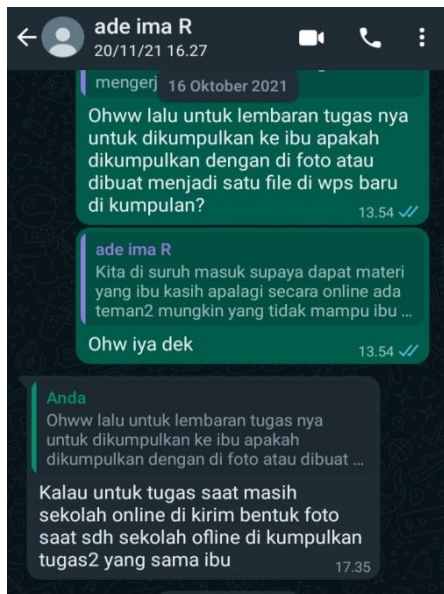 ade ima R
20/11/21 16.27
mengerj
16 Oktober 2021
Ohww lalu untuk lembaran tugas nya
untuk dikumpulkan ke ibu apakah
dikumpulkan dengan di foto atau
dibuat menjadi satu file di wps baru
di kumpulan?
13.54
ade ima R
Kita di suruh masuk supaya dapat materi
yang ibu kasih apalagi secara online ada
teman2 mungkin yang tidak mampu ibu ...
Ohw iya dek
13.54
Anda
Ohww lalu untuk lembaran tugas nya
untuk dikumpulkan ke ibu apakah
dikumpulkan dengan di foto atau dibuat ...
Kalau untuk tugas saat masih
sekolah online di kirim bentuk foto
saat sdh sekolah ofline di kumpulkan
tugas2 yang sama ibu
17.35